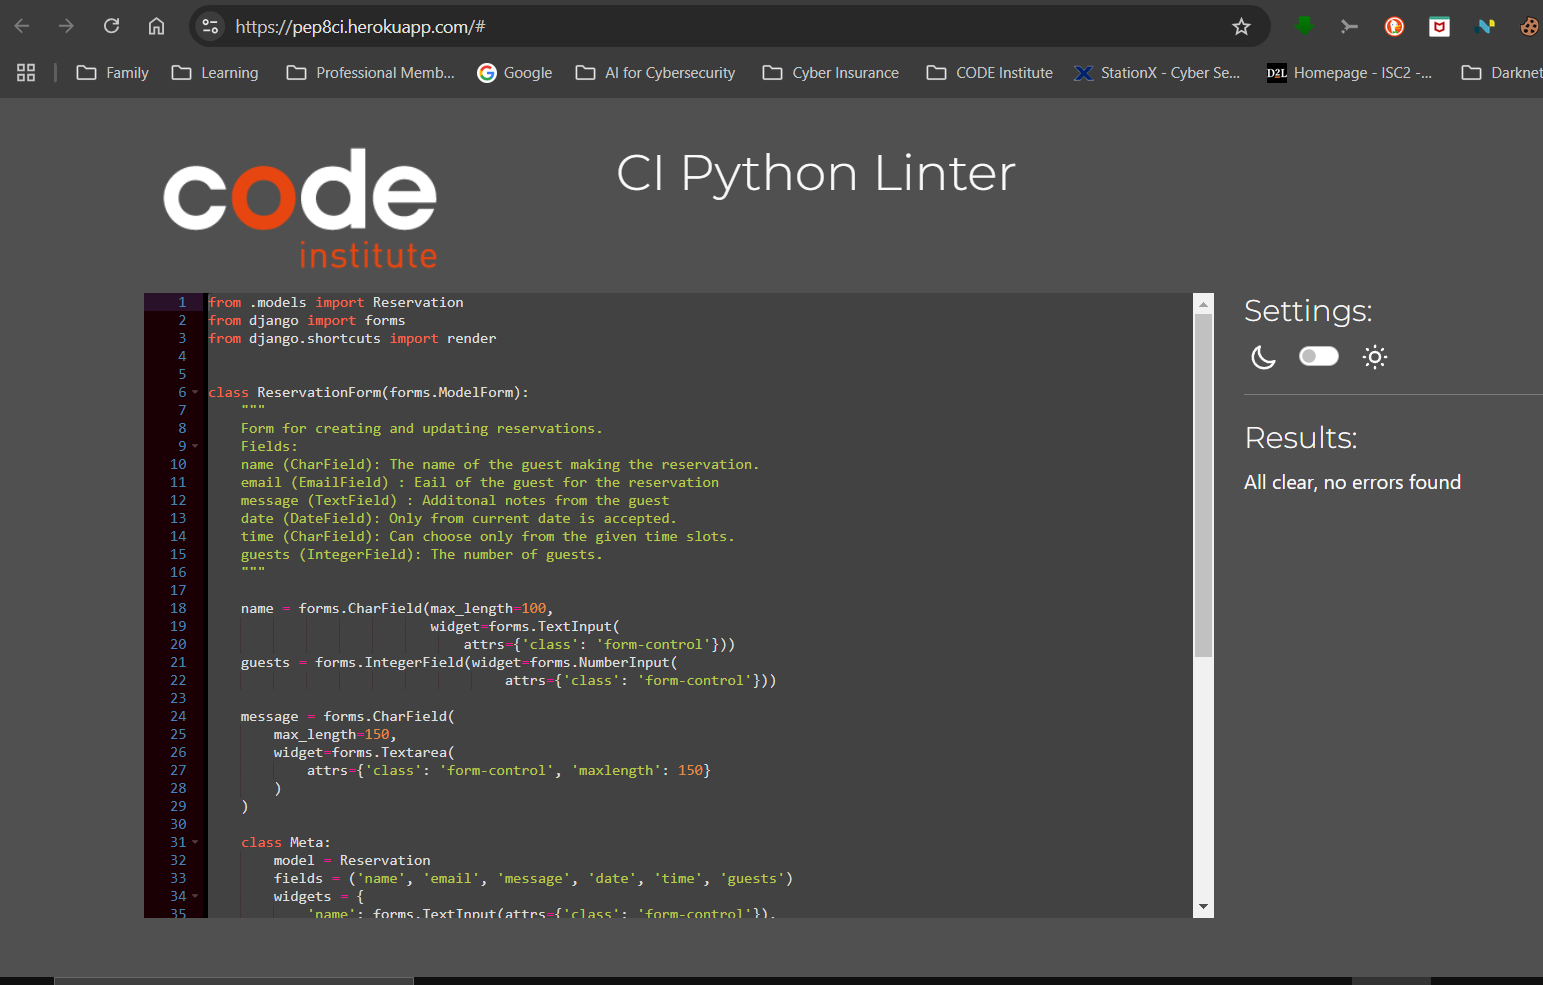 https://pep8ci.herokuapp.com/#
Family Learning Professional Memb... Google AI for Cybersecurity Cyber Insurance CODE Institute StationX - Cyber Se... D2L Homepage - ISC2 -... Darknet
code
institute
CI Python Linter
1 from .models import Reservation
2 from django import forms
3 from django.shortcuts import render
4
5
6 class ReservationForm(forms.ModelForm):
7     """
8     Form for creating and updating reservations.
9     Fields:
10     name (CharField): The name of the guest making the reservation.
11     email (EmailField) : Eail of the guest for the reservation
12     message (TextField) : Additonal notes from the guest
13     date (DateField): Only from current date is accepted.
14     time (CharField): Can choose only from the given time slots.
15     guests (IntegerField): The number of guests.
16     """
17
18     name = forms.CharField(max_length=100,
19                            widget=forms.TextInput(
20                                attrs={'class': 'form-control'}))
21     guests = forms.IntegerField(widget=forms.NumberInput(
22                                     attrs={'class': 'form-control'}))
23
24     message = forms.CharField(
25         max_length=150,
26         widget=forms.Textarea(
27             attrs={'class': 'form-control', 'maxlength': 150}
28         )
29     )
30
31     class Meta:
32         model = Reservation
33         fields = ('name', 'email', 'message', 'date', 'time', 'guests')
34         widgets = {
35             'name': forms.TextInput(attrs={'class': 'form-control'}),
Settings:
Results:
All clear, no errors found